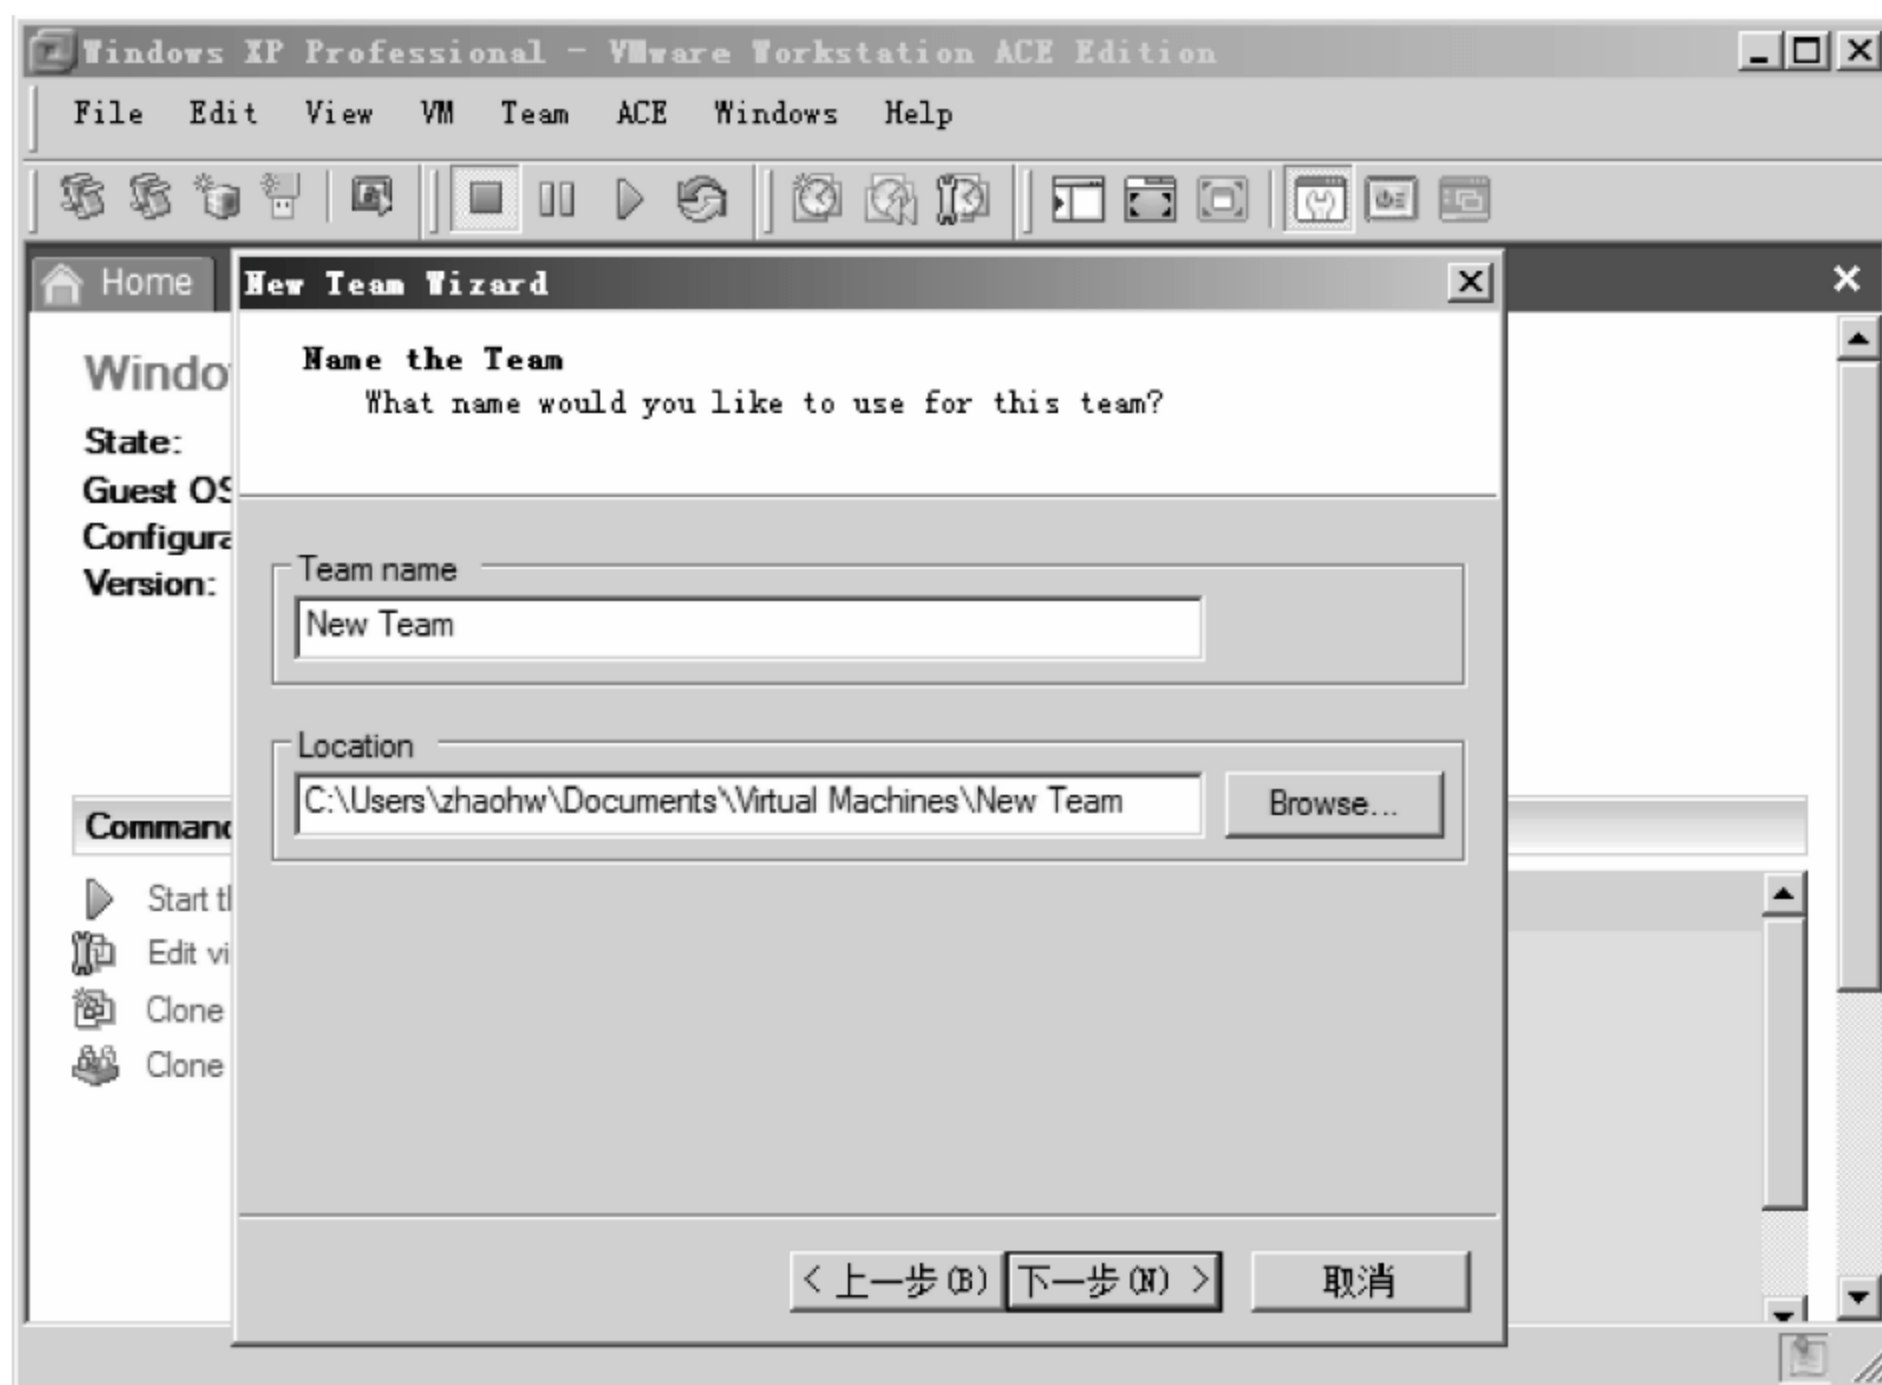 Windows XP Professional - VMware Workstation ACE Edition
File Edit View VM Team ACE Windows Help
Home
New Team Wizard
Windo
Name the Team
What name would you like to use for this team?
State:
Guest OS
Configura
Version:
Team name
New Team
Location
C:\Users\zhaohw\Documents\Virtual Machines\New Team
Browse...
Command
Start th
Edit vi
Clone
Clone
< 上一步(B) 下一步(N) > 取消